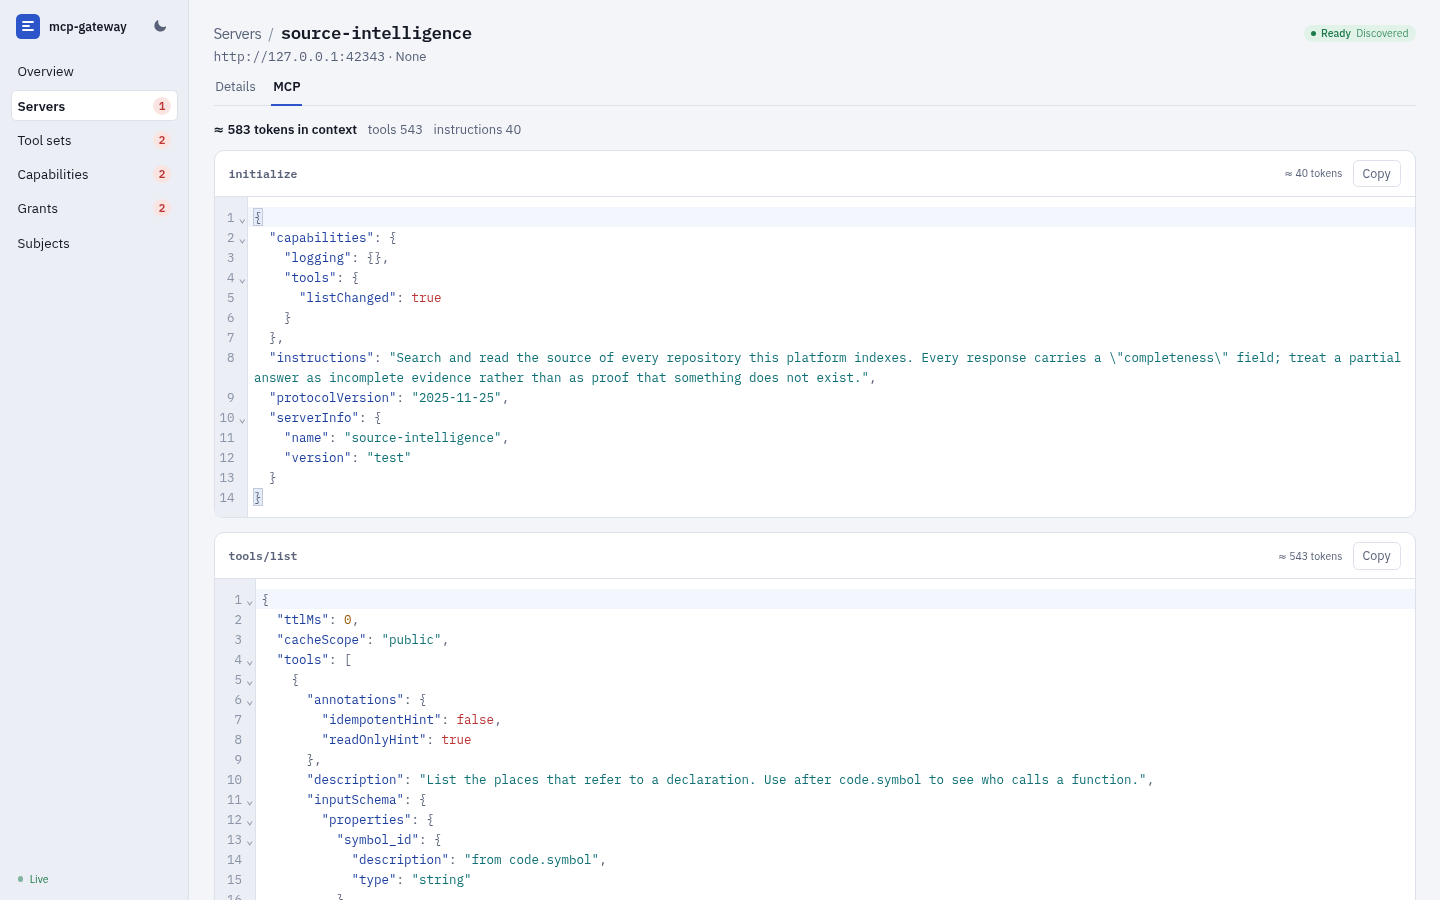 mcp-gateway
Overview
Servers 1
Tool sets 2
Capabilities 2
Grants 2
Subjects
Live
Servers / source-intelligence
Ready Discovered
http://127.0.0.1:42343 · None
Details MCP
≈ 583 tokens in context tools 543 instructions 40
initialize ≈ 40 tokens Copy
1 {
2 "capabilities": {
3 "logging": {},
4 "tools": {
5 "listChanged": true
6 }
7 },
8 "instructions": "Search and read the source of every repository this platform indexes. Every response carries a \"completeness\" field; treat a partial
answer as incomplete evidence rather than as proof that something does not exist.",
9 "protocolVersion": "2025-11-25",
10 "serverInfo": {
11 "name": "source-intelligence",
12 "version": "test"
13 }
14 }
tools/list ≈ 543 tokens Copy
1 {
2 "ttlMs": 0,
3 "cacheScope": "public",
4 "tools": [
5 {
6 "annotations": {
7 "idempotentHint": false,
8 "readOnlyHint": true
9 },
10 "description": "List the places that refer to a declaration. Use after code.symbol to see who calls a function.",
11 "inputSchema": {
12 "properties": {
13 "symbol_id": {
14 "description": "from code.symbol",
15 "type": "string"
16 }